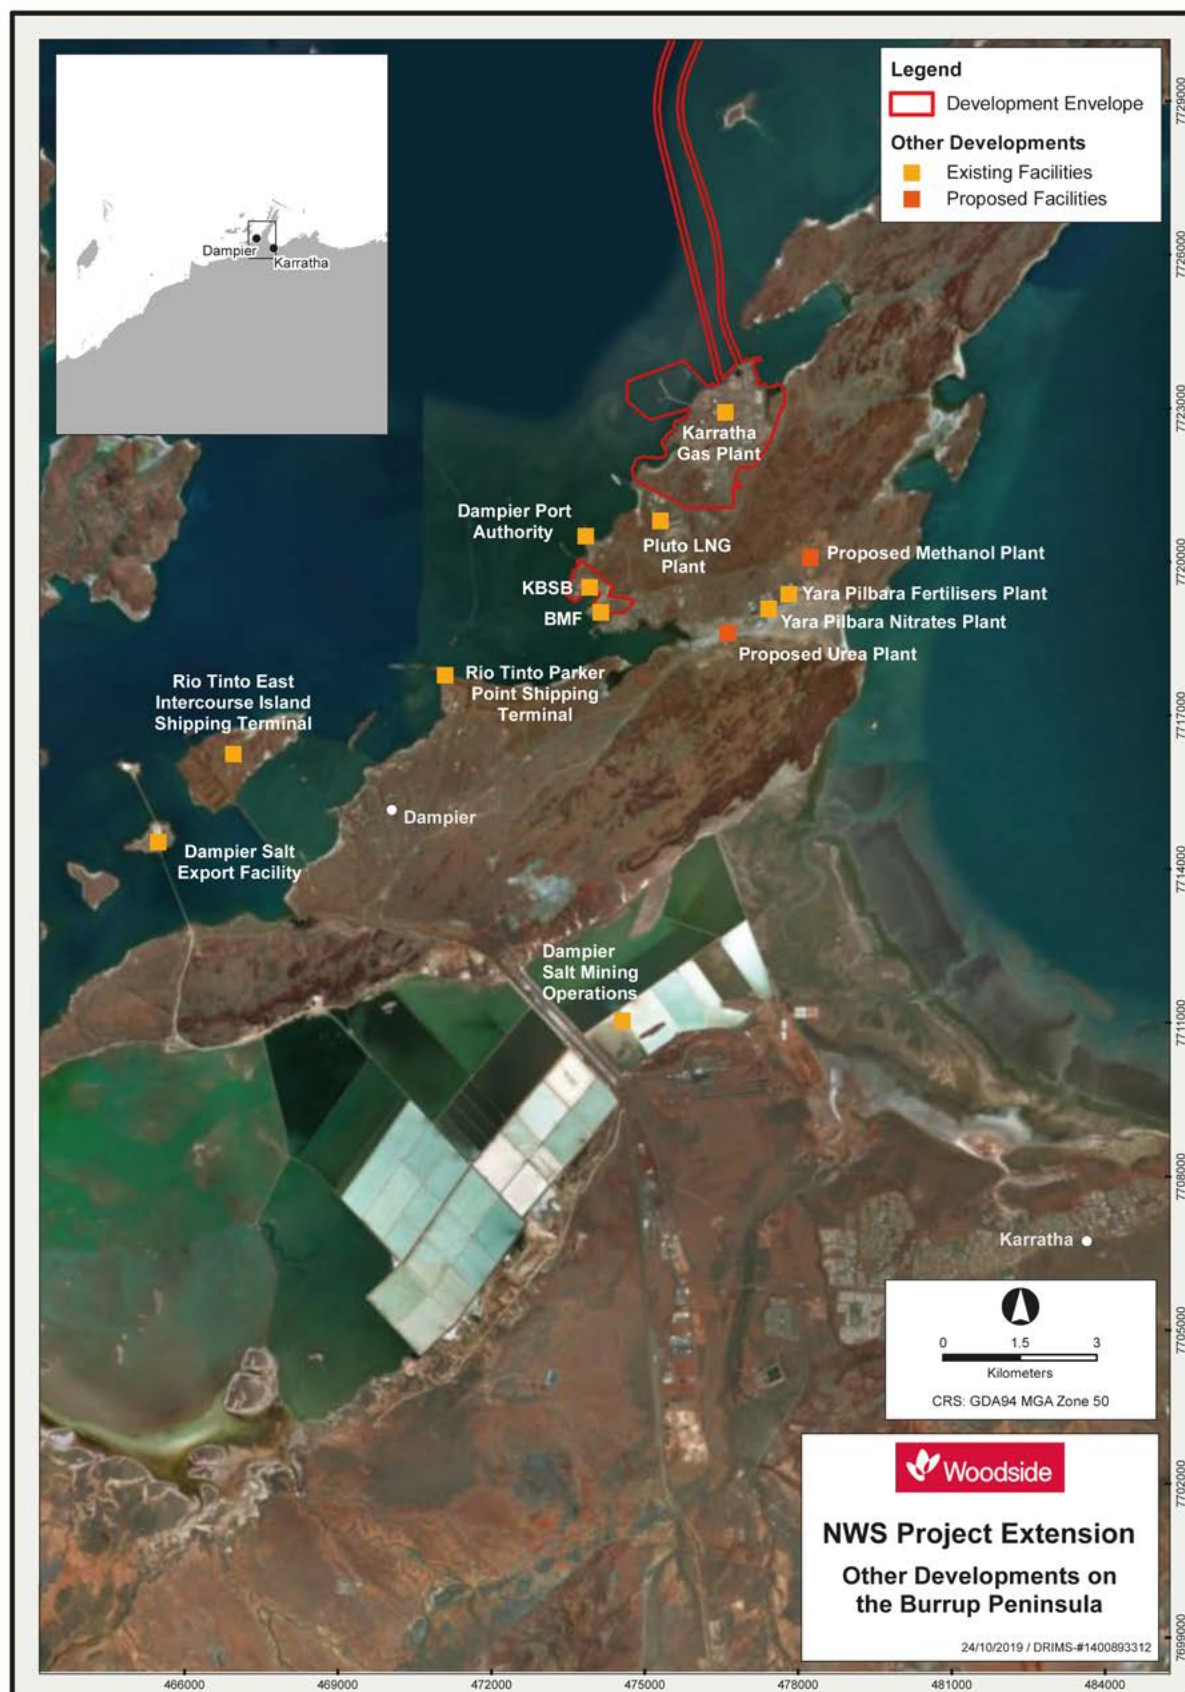 Legend
Development Envelope
Other Developments
Existing Facilities
Proposed Facilities
Dampier
Karratha
Karratha
Gas Plant
Dampier Port
Authority
Pluto LNG
Plant
Proposed Methanol Plant
KBSB
Yara Pilbara Fertilisers Plant
BMF
Yara Pilbara Nitrates Plant
Proposed Urea Plant
Rio Tinto Parker
Point Shipping
Terminal
Rio Tinto East
Intercourse Island
Shipping Terminal
Dampier
Dampier Salt
Export Facility
Dampier
Salt Mining
Operations
Karratha
0 1.5 3
Kilometers
CRS: GDA94 MGA Zone 50
Woodside
NWS Project Extension
Other Developments on
the Burrup Peninsula
24/10/2019 / DRIMS-#1400893312
7729000
7726000
7723000
7720000
7717000
7714000
7711000
7708000
7705000
7702000
7699000
466000 469000 472000 475000 478000 481000 484000